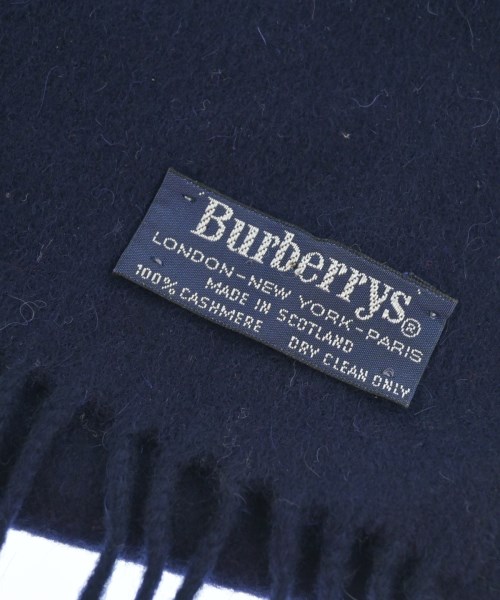 Burberrys®
LONDON-NEW YORK-PARIS
MADE IN SCOTLAND
100% CASHMERE DRY CLEAN ONLY